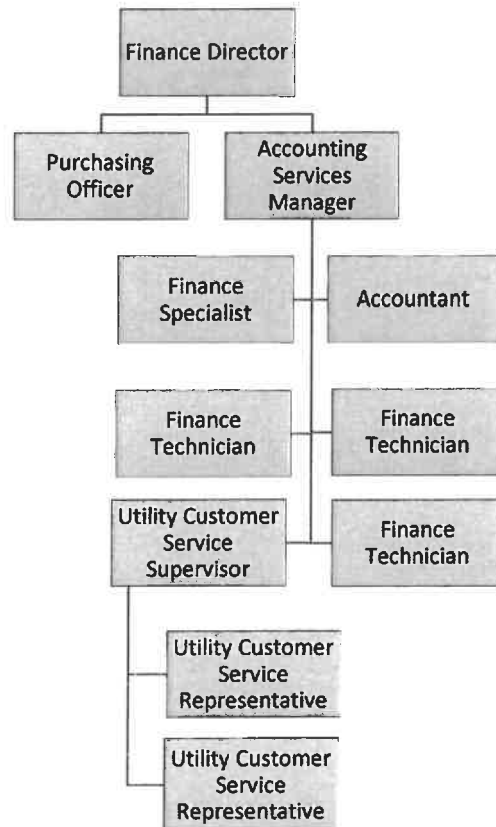 Finance Director
Purchasing
Officer
Accounting
Services
Manager
Finance
Specialist
Accountant
Finance
Technician
Finance
Technician
Utility Customer
Service
Supervisor
Finance
Technician
Utility Customer
Service
Representative
Utility Customer
Service
Representative